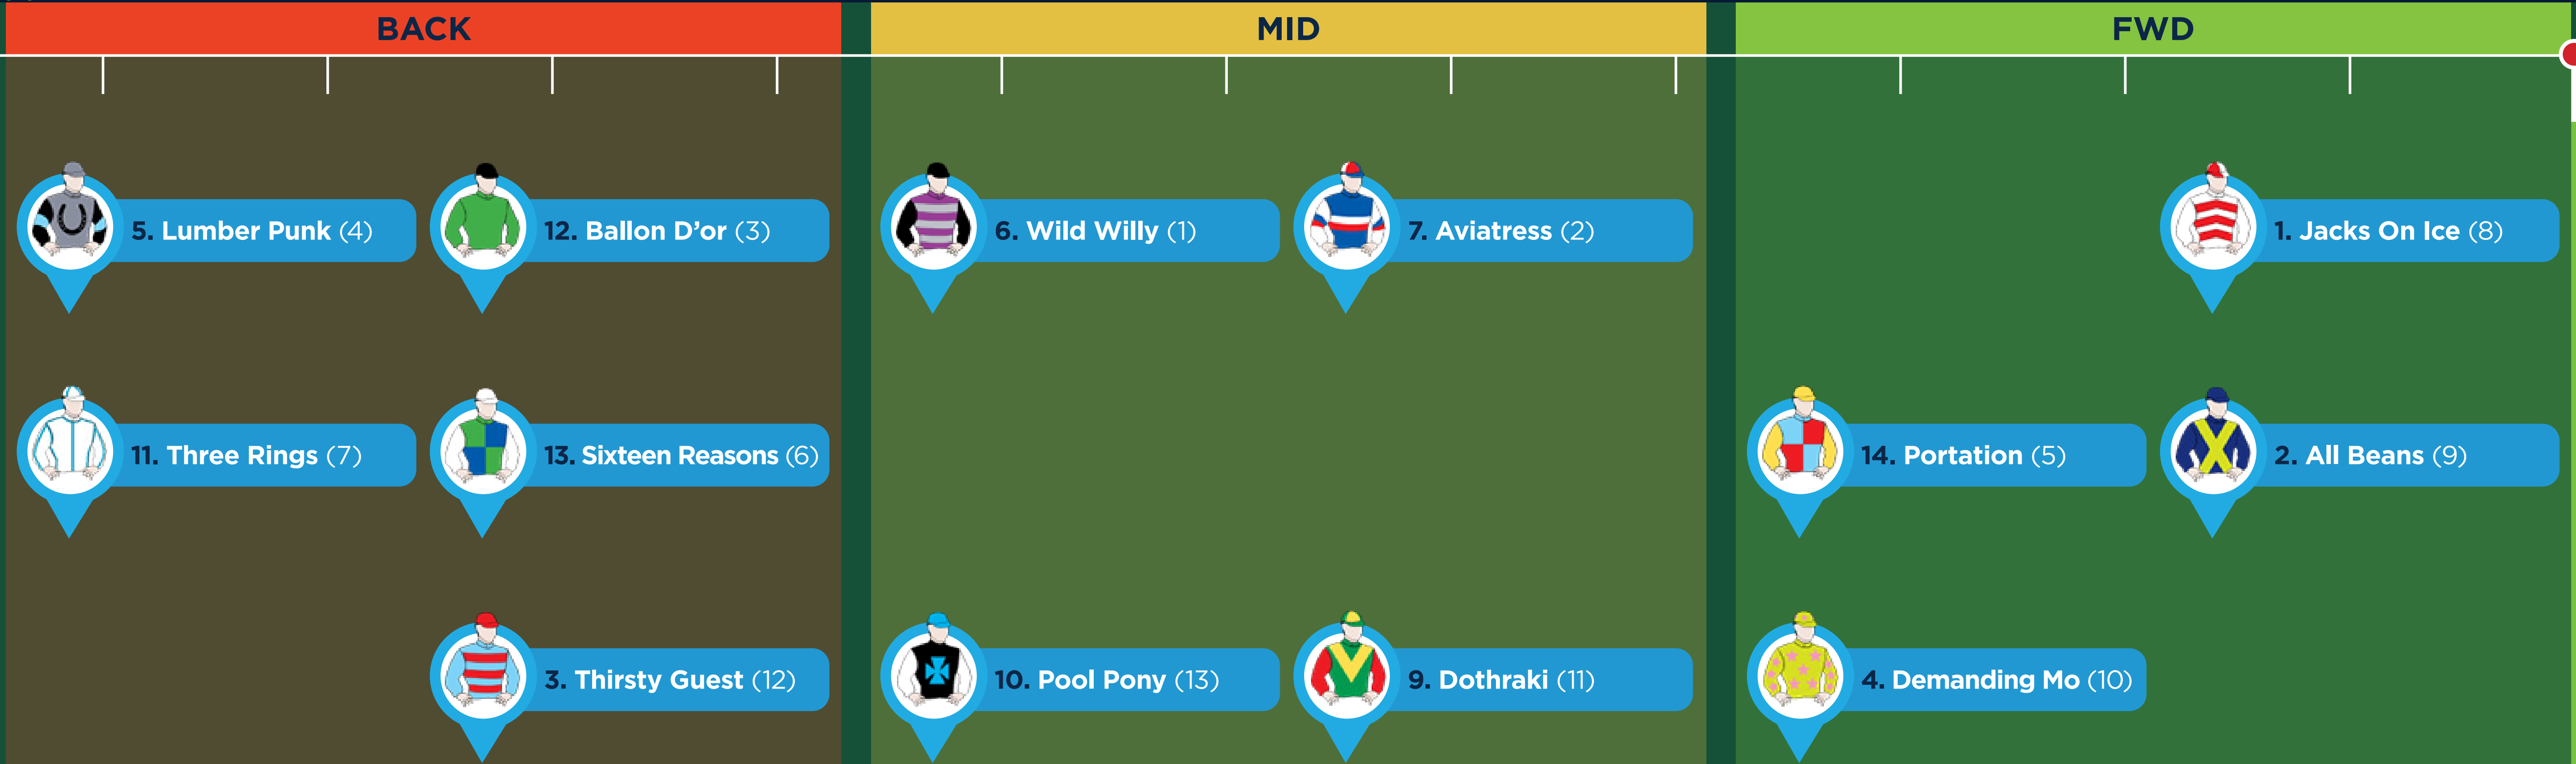 BACK MID FWD
5. Lumber Punk (4) 12. Ballon D’or (3) 6. Wild Willy (1) 7. Aviatress (2) 1. Jacks On Ice (8)
11. Three Rings (7) 13. Sixteen Reasons (6) 14. Portation (5) 2. All Beans (9)
3. Thirsty Guest (12) 10. Pool Pony (13) 9. Dothraki (11) 4. Demanding Mo (10)